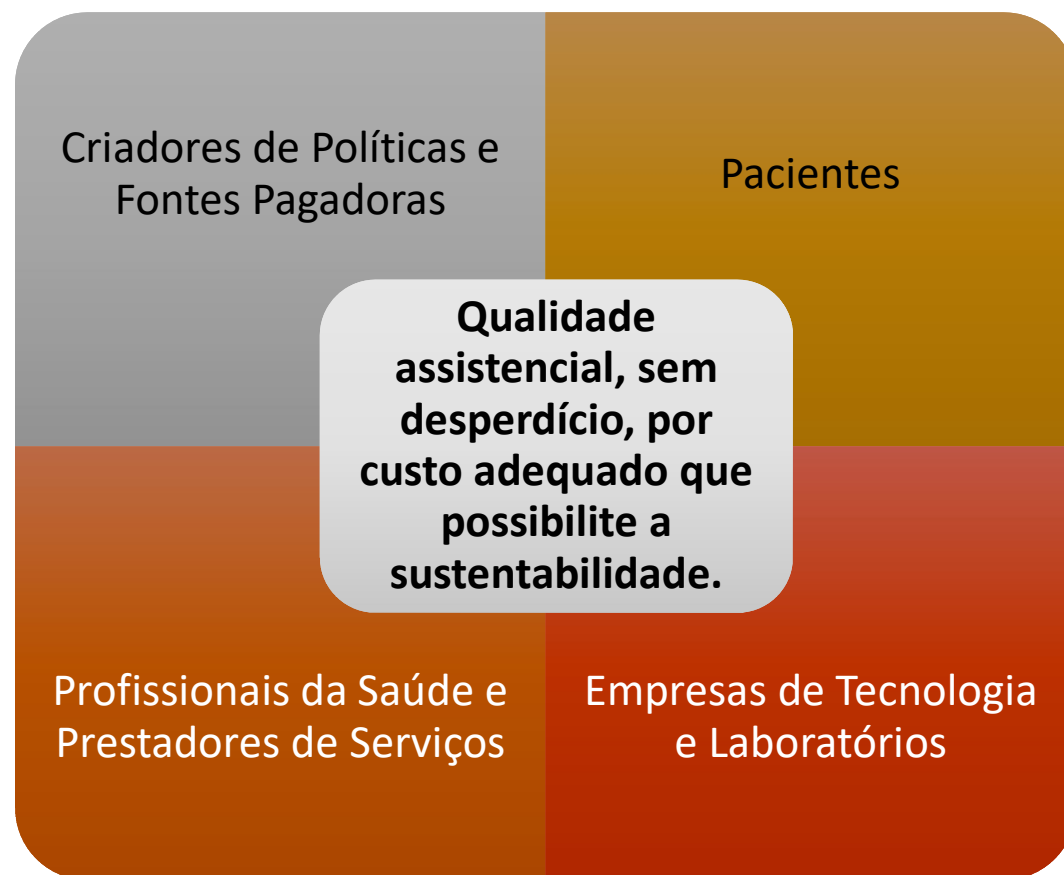 Criadores de Políticas e
Fontes Pagadoras
Pacientes
Qualidade
assistencial, sem
desperdício, por
custo adequado que
possibilite a
sustentabilidade.
Profissionais da Saúde e
Prestadores de Serviços
Empresas de Tecnologia
e Laboratórios